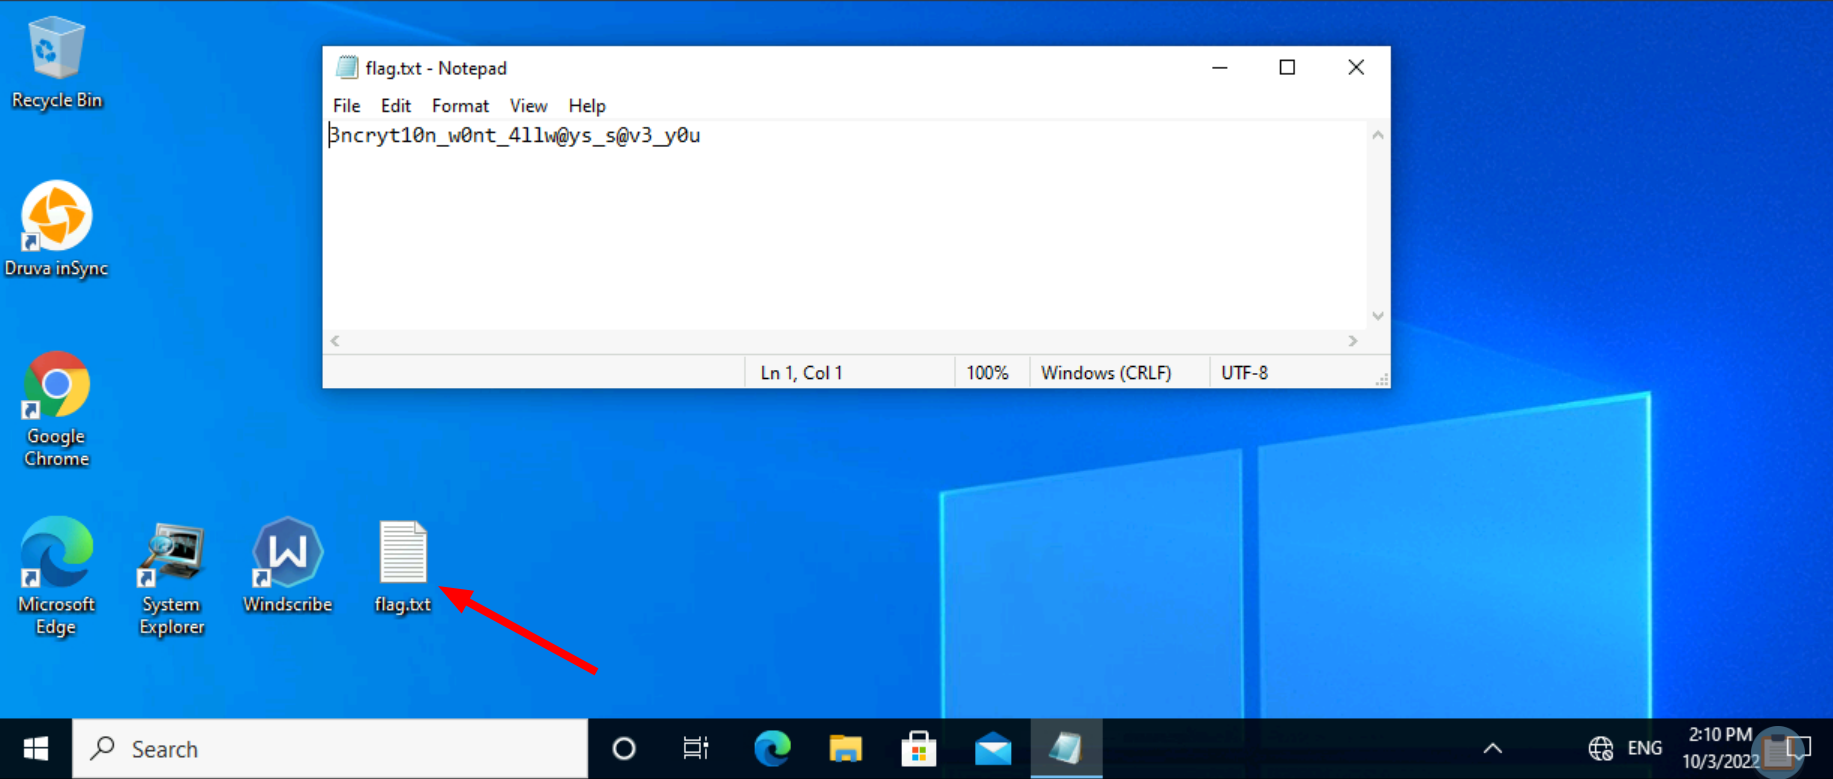 Recycle Bin
flag.txt - Notepad
File Edit Format View Help
3ncryt10n_w0nt_4llw@ys_s@v3_y0u
Ln 1, Col 1 100% Windows (CRLF) UTF-8
Druva inSync
Google
Chrome
Microsoft
Edge
System
Explorer
Windscribe
flag.txt
Search
ENG
2:10 PM
10/3/2022